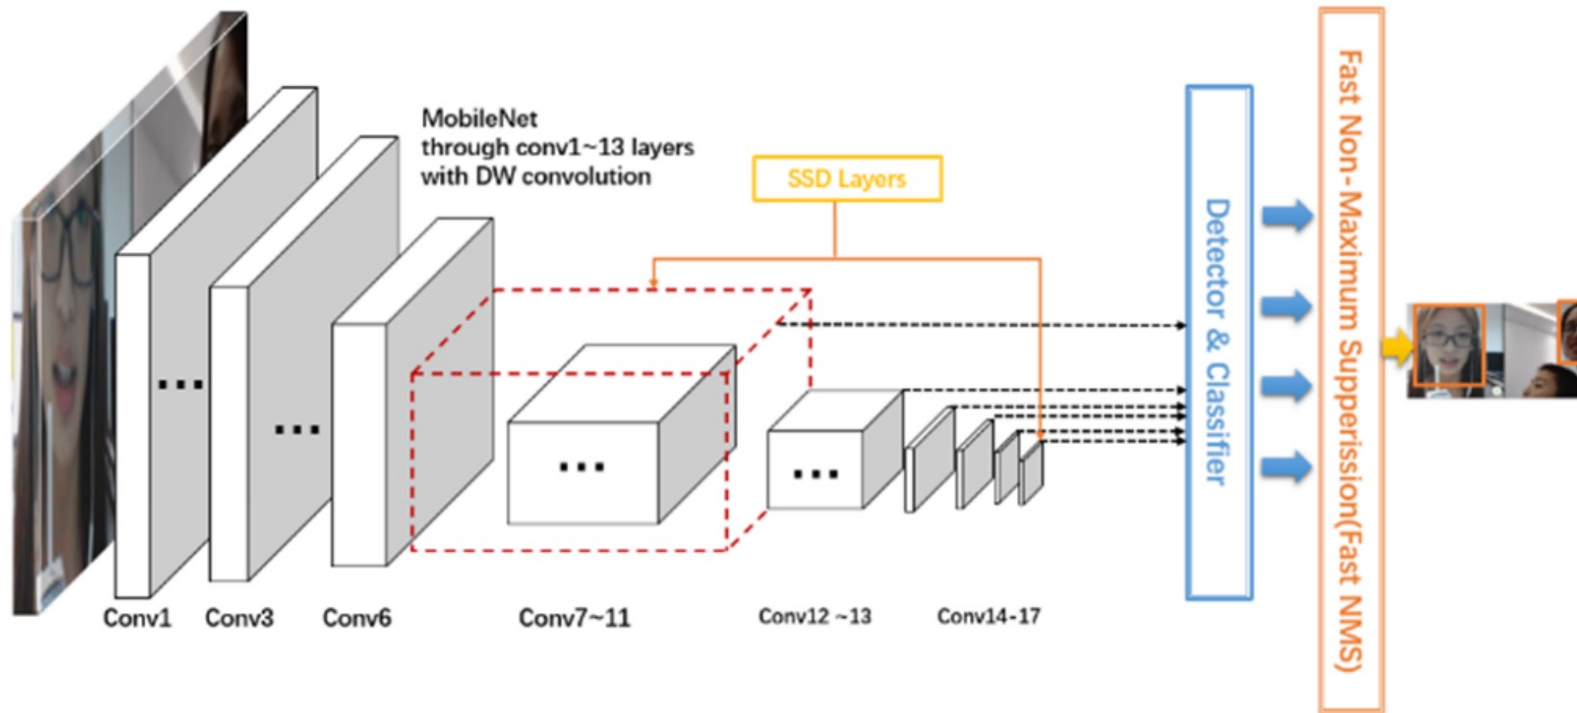 MobileNet
through conv1~13 layers
with DW convolution
SSD Layers
Detector & Classifier
Fast Non-Maximum Supperission(Fast NMS)
Conv1
Conv3
Conv6
Conv7~11
Conv12 ~13
Conv14-17